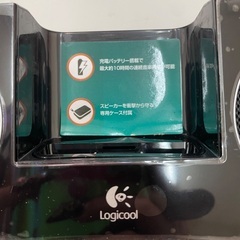 充電バッテリー搭載で
最大約10時間の連続音楽再生が可能
スピーカーを衝撃から守る
専用ケース付属
Logicool